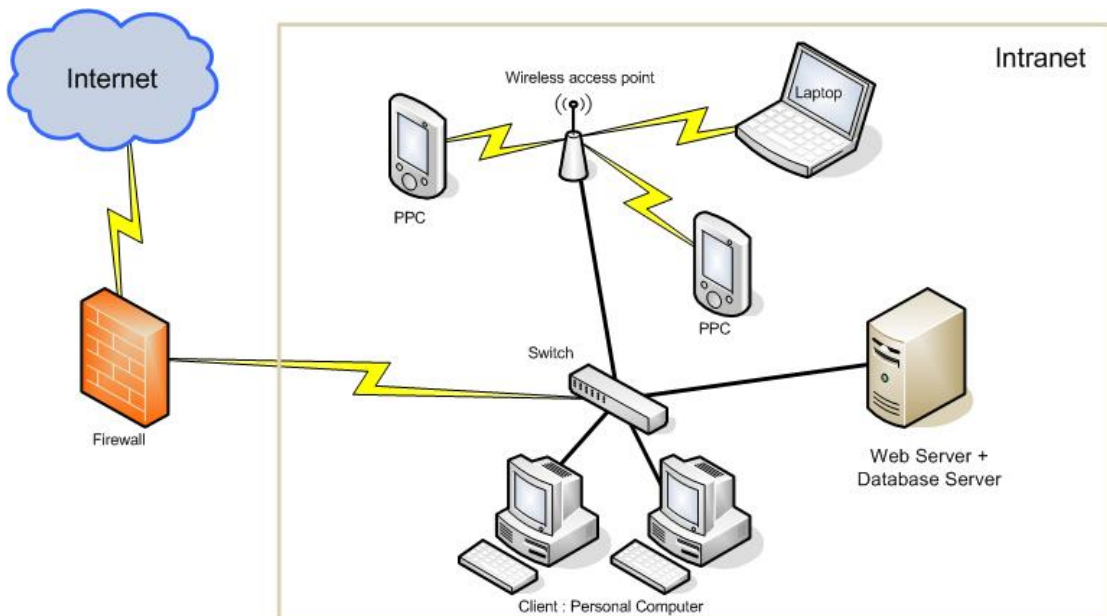 Internet
Intranet
Wireless access point
Laptop
PPC
PPC
Switch
Firewall
Web Server +
Database Server
Client : Personal Computer